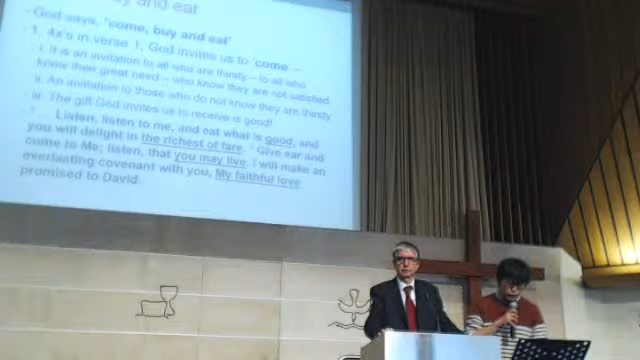 y and eat
- God says, "come, buy and eat"
- 1. 4x's in verse 1, God invites us to 'come' –
i. It is an invitation to all who are thirsty – to all who
know their great need – who know they are not satisfied.
ii. An invitation to those who do not know they are thirsty
iii. The gift God invites us to receive is good!
Listen, listen to me, and eat what is good, and
you will delight in the richest of fare. Give ear and
come to Me; listen, that you may live. I will make an
everlasting covenant with you, My faithful love
promised to David.